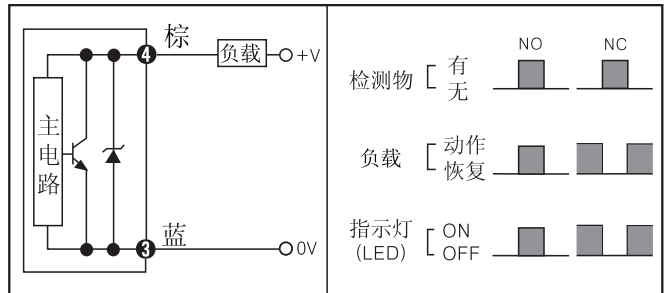 ④ 棕 负载 +V
主电路
③ 蓝 0V
NO NC
检测物 有
无
负载 动作
恢复
指示灯 ON
(LED) OFF